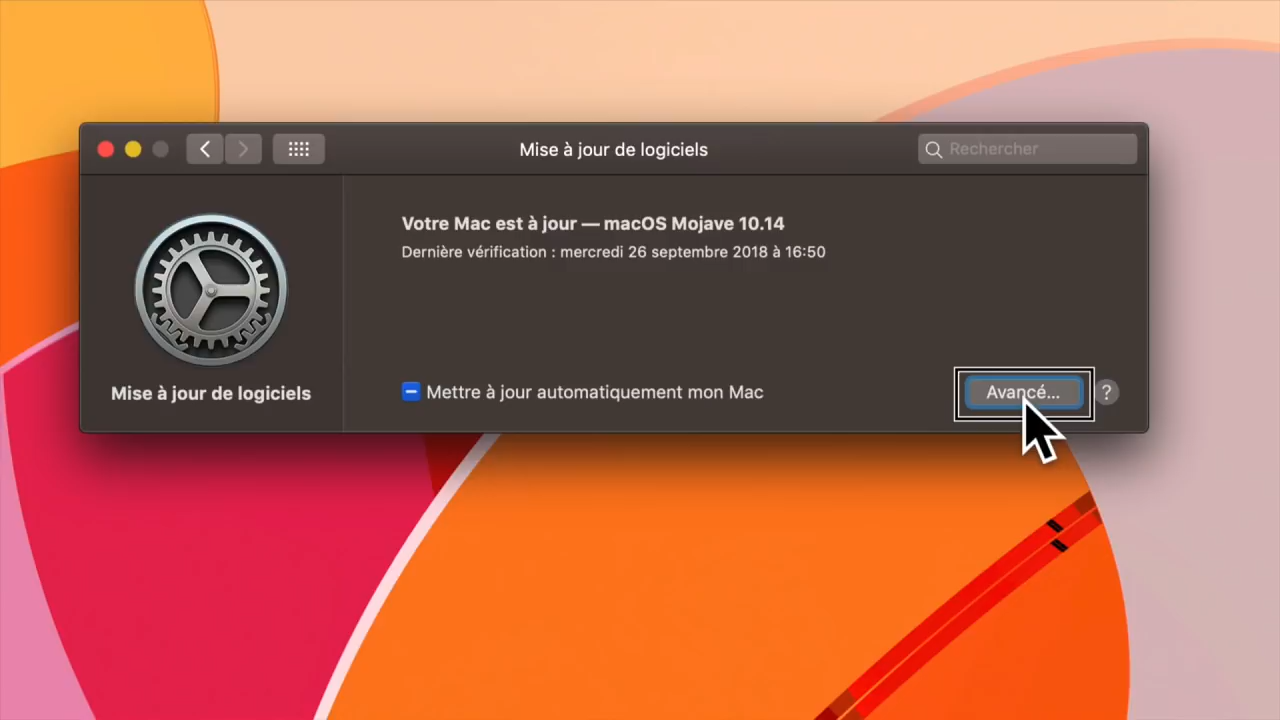 Mise à jour de logiciels
Rechercher
Votre Mac est à jour — macOS Mojave 10.14
Dernière vérification : mercredi 26 septembre 2018 à 16:50
Mise à jour de logiciels
Mettre à jour automatiquement mon Mac
Avancé...
?